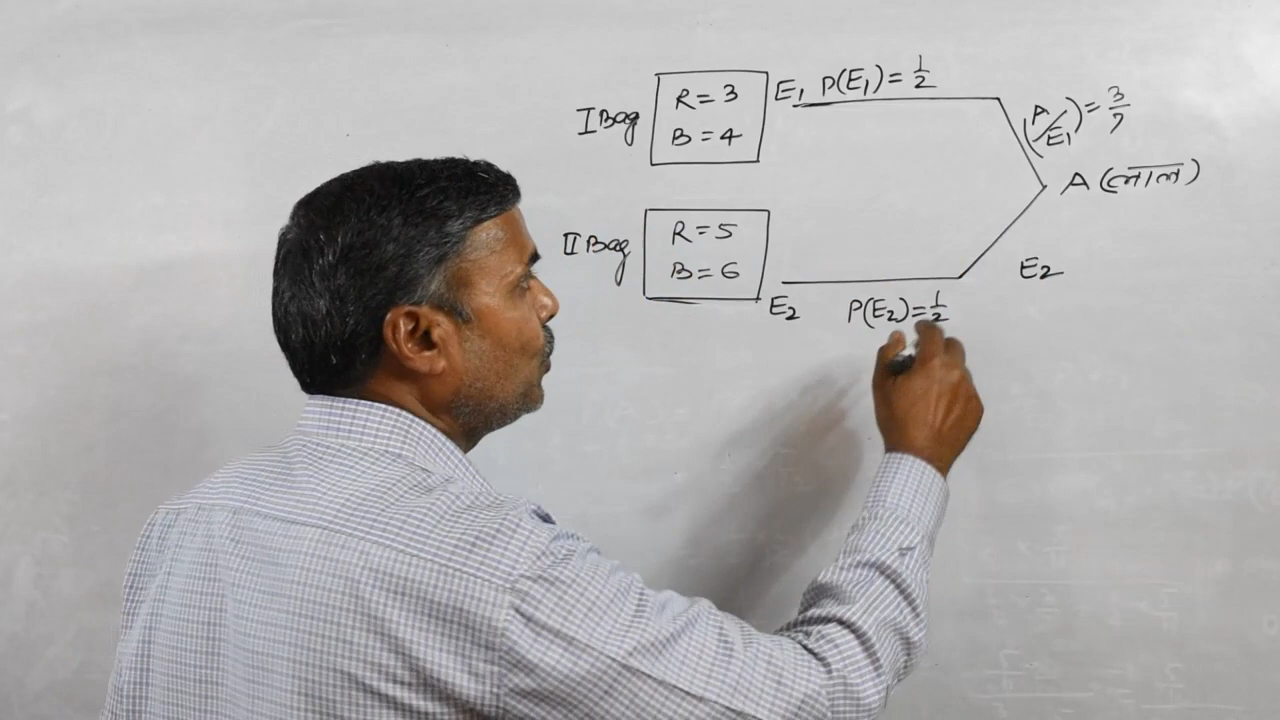 I Bag
R = 3
B = 4
E₁ P(E₁) = 1/2
(A/E₁) = 3/7
A (लाल)
II Bag
R = 5
B = 6
E₂
E₂
P(E₂) = 1/2